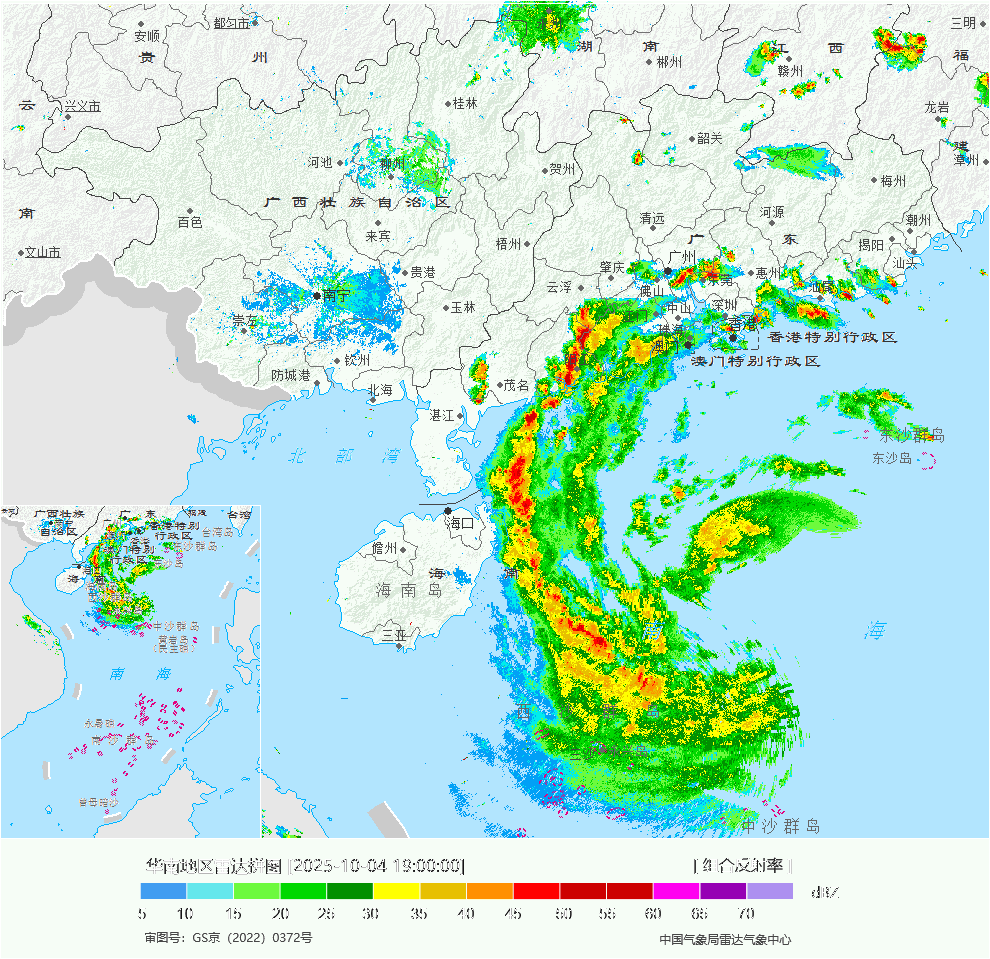 三明
安顺
都匀市
贵 州
湖 南
江 西
福
建
郴州
赣州
云
南
兴义市
桂林
龙岩
韶关
漳州
河池
柳州
贺州
梅州
广西壮族自治区
百色
清远
河源
潮州
来宾
梧州
广 东
揭阳
汕头
文山市
贵港
肇庆
广州
惠州
东莞
汕尾
南宁
云浮
佛山
崇左
玉林
中山
深圳
珠海
香港
香港特别行政区
澳门
澳门特别行政区
钦州
防城港
北海
茂名
湛江
北 部 湾
东沙群岛
东沙岛
海口
儋州
海 南
海南岛
三亚
海
西
中沙群岛
广西壮族
自治区
广 东
福建
台湾
香港特别
行政区
台湾岛
东沙群岛
中沙群岛
黄岩岛
(民主礁)
南 海
永暑礁
南沙群岛
曾母暗沙
华南地区雷达拼图 [2025-10-04 19:00:00]
[ 组合反射率 ]
dBZ
5 10 15 20 25 30 35 40 45 50 55 60 65 70
审图号：GS京（2022）0372号
中国气象局雷达气象中心